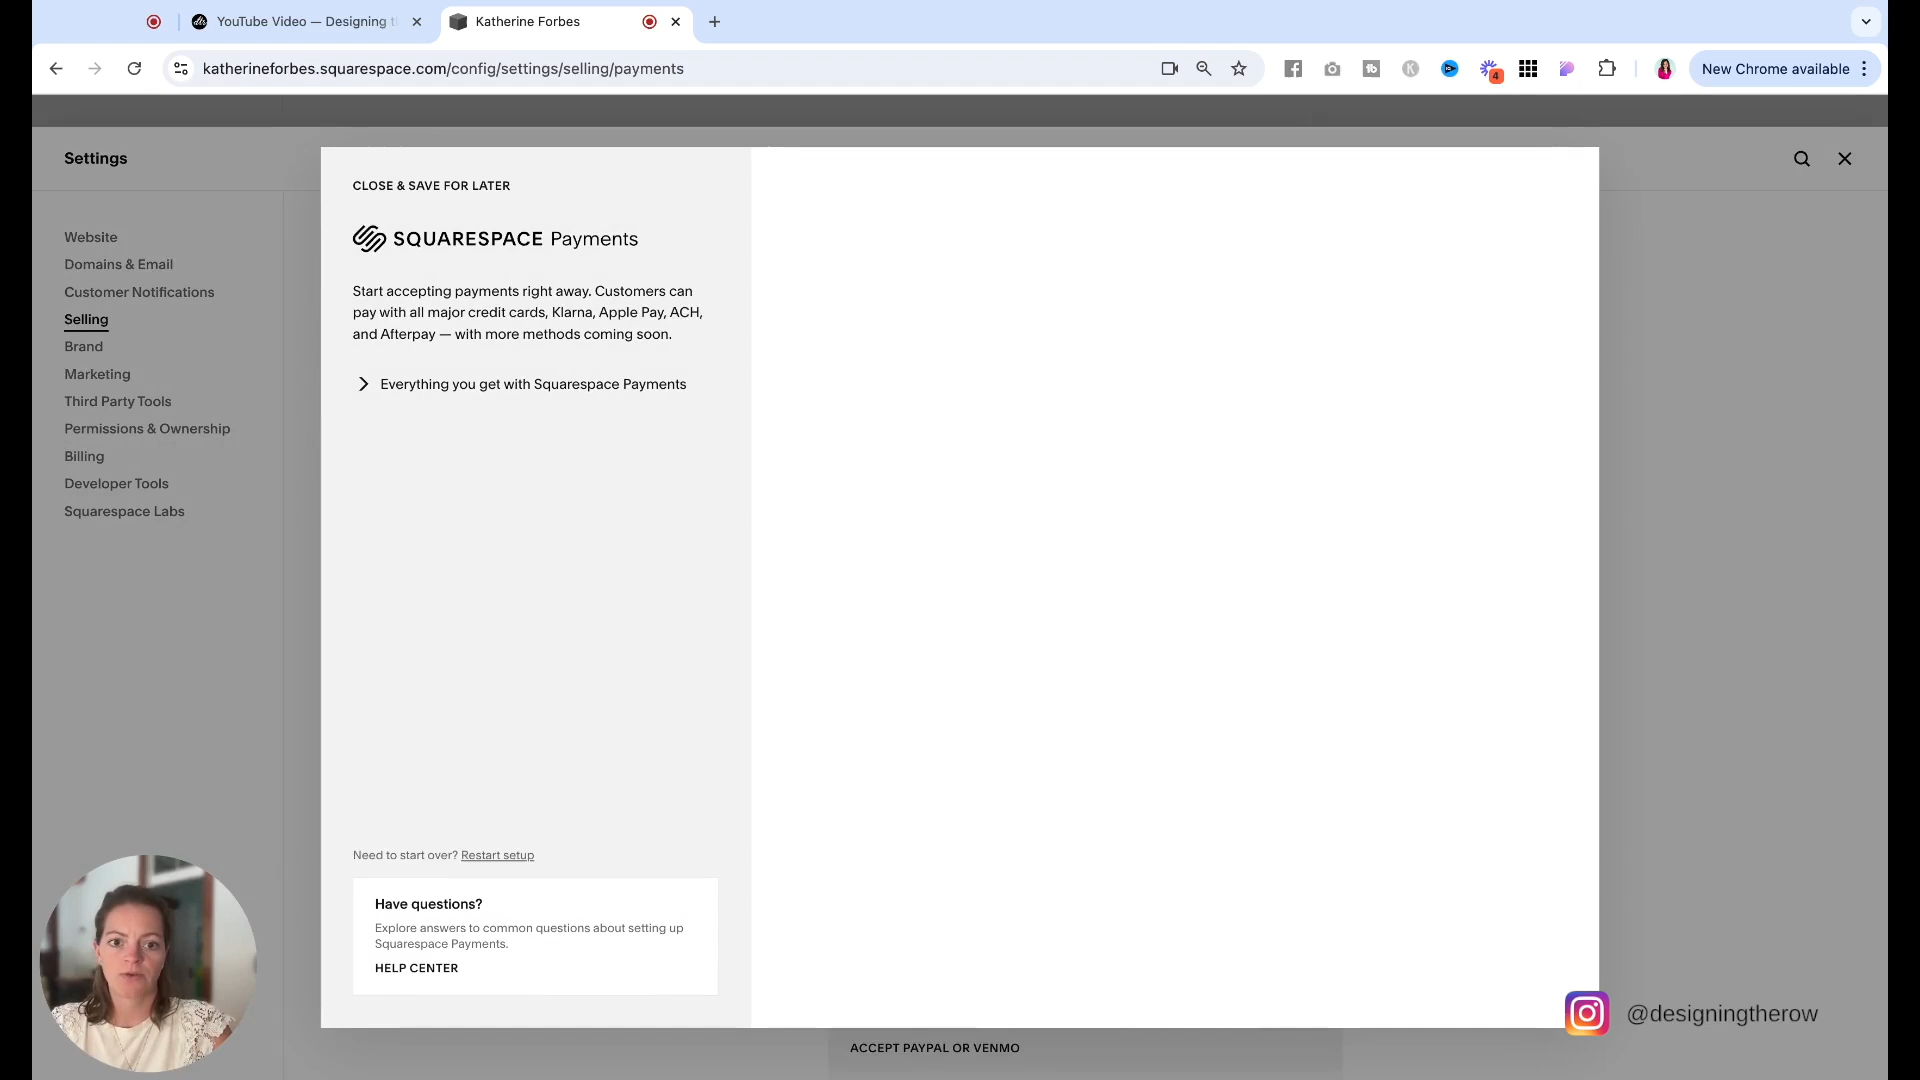 YouTube Video — Designing t
Katherine Forbes
katherineforbes.squarespace.com/config/settings/selling/payments
4
New Chrome available
Settings
Website
Domains & Email
Customer Notifications
Selling
Brand
Marketing
Third Party Tools
Permissions & Ownership
Billing
Developer Tools
Squarespace Labs
CLOSE & SAVE FOR LATER
SQUARESPACE Payments
Start accepting payments right away. Customers can
pay with all major credit cards, Klarna, Apple Pay, ACH,
and Afterpay — with more methods coming soon.
Everything you get with Squarespace Payments
Need to start over? Restart setup
Have questions?
Explore answers to common questions about setting up
Squarespace Payments.
HELP CENTER
ACCEPT PAYPAL OR VENMO
@designingtherow